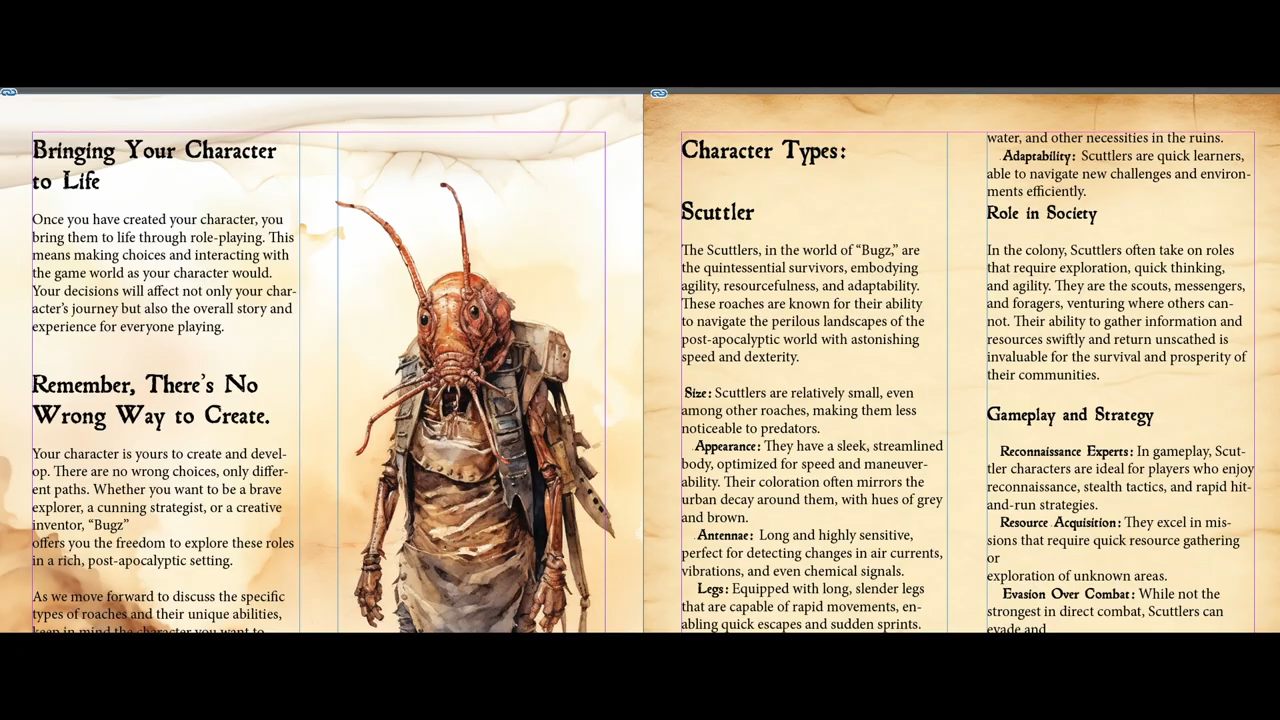 Bringing Your Character
to Life
Once you have created your character, you
bring them to life through role-playing. This
means making choices and interacting with
the game world as your character would.
Your decisions will affect not only your char-
acter's journey but also the overall story and
experience for everyone playing.
Remember, There's No
Wrong Way to Create.
Your character is yours to create and devel-
op. There are no wrong choices, only differ-
ent paths. Whether you want to be a brave
explorer, a cunning strategist, or a creative
inventor, “Bugz”
offers you the freedom to explore these roles
in a rich, post-apocalyptic setting.
As we move forward to discuss the specific
types of roaches and their unique abilities,
keep in mind the character you want to
Character Types:
Scuttler
The Scuttlers, in the world of “Bugz,” are
the quintessential survivors, embodying
agility, resourcefulness, and adaptability.
These roaches are known for their ability
to navigate the perilous landscapes of the
post-apocalyptic world with astonishing
speed and dexterity.
Size: Scuttlers are relatively small, even
among other roaches, making them less
noticeable to predators.
Appearance: They have a sleek, streamlined
body, optimized for speed and maneuver-
ability. Their coloration often mirrors the
urban decay around them, with hues of grey
and brown.
Antennae: Long and highly sensitive,
perfect for detecting changes in air currents,
vibrations, and even chemical signals.
Legs: Equipped with long, slender legs
that are capable of rapid movements, en-
abling quick escapes and sudden sprints.
water, and other necessities in the ruins.
Adaptability: Scuttlers are quick learners,
able to navigate new challenges and environ-
ments efficiently.
Role in Society
In the colony, Scuttlers often take on roles
that require exploration, quick thinking,
and agility. They are the scouts, messengers,
and foragers, venturing where others can-
not. Their ability to gather information and
resources swiftly and return unscathed is
invaluable for the survival and prosperity of
their communities.
Gameplay and Strategy
Reconnaissance Experts: In gameplay, Scut-
tler characters are ideal for players who enjoy
reconnaissance, stealth tactics, and rapid hit-
and-run strategies.
Resource Acquisition: They excel in mis-
sions that require quick resource gathering
or
exploration of unknown areas.
Evasion Over Combat: While not the
strongest in direct combat, Scuttlers can
evade and